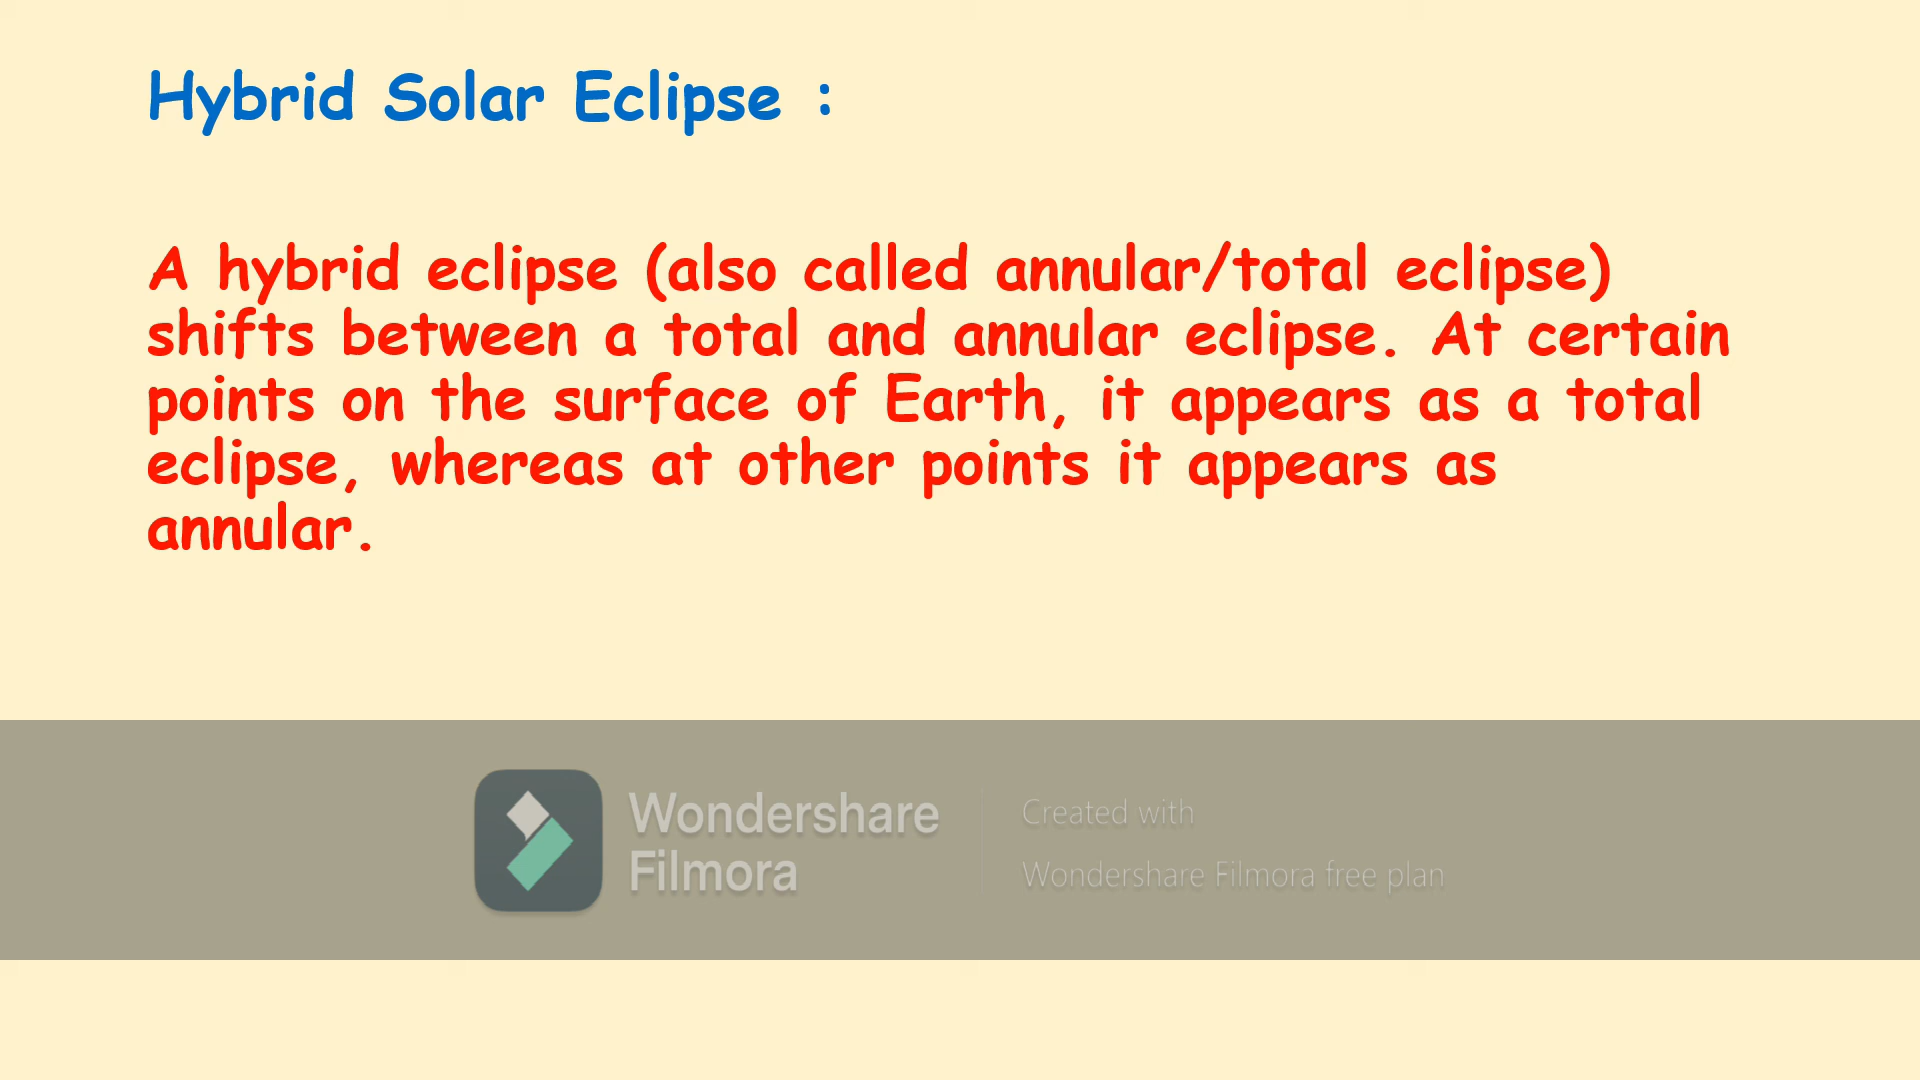 Hybrid Solar Eclipse :
A hybrid eclipse (also called annular/total eclipse)
shifts between a total and annular eclipse. At certain
points on the surface of Earth, it appears as a total
eclipse, whereas at other points it appears as
annular.
Wondershare
Filmora
Created with
Wondershare Filmora free plan